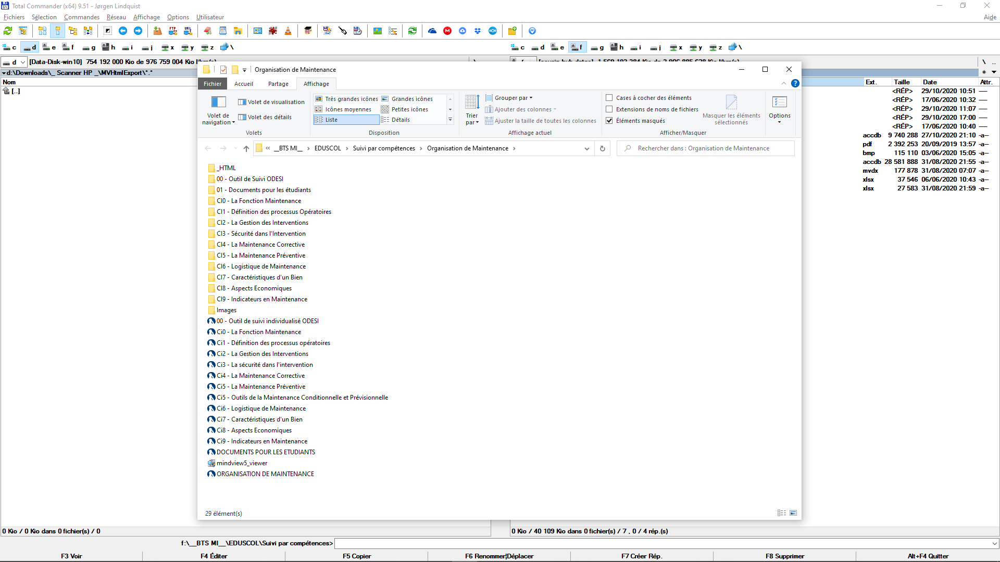 Total Commander (x64) 9.51 - Jørgen Lindquist
Fichiers Sélection Commandes Réseau Affichage Options Utilisateur Aide
c d e f g h i j x y z \ c d e f g h i j x y z \
d [Data-Disk-win10] 754 192 000 Kio de 976 759 004 Kio libre(s) \
d:\Downloads\_ Scanner HP _\MVHtmlExport\*.*
Nom
[..]
Ext. Taille Date Attr.
<RÉP> 29/10/2020 10:51 ----
<RÉP> 17/06/2020 10:32 ----
<RÉP> 29/10/2020 11:07 ----
<RÉP> 29/10/2020 17:00 ----
<RÉP> 17/06/2020 10:40 ----
accdb 9 740 288 27/10/2020 21:10 -a--
pdf 2 392 253 20/09/2019 13:57 -a--
bmp 115 110 03/06/2020 15:05 -a--
accdb 28 581 888 31/08/2020 21:55 -a--
mvdx 177 878 31/08/2020 07:07 -a--
xlsx 37 546 06/06/2020 10:43 -a--
xlsx 27 583 31/08/2020 21:59 -a--
Organisation de Maintenance
Fichier Accueil Partage Affichage
Volet de navigation
Volet de visualisation
Volet des détails
Volets
Très grandes icônes Grandes icônes
Icônes moyennes Petites icônes
Liste Détails
Disposition
Trier par
Grouper par
Ajouter des colonnes
Ajuster la taille de toutes les colonnes
Affichage actuel
Cases à cocher des éléments
Extensions de noms de fichiers
Éléments masqués
Masquer les éléments sélectionnés
Afficher/Masquer
Options
« __BTS MI__ › EDUSCOL › Suivi par compétences › Organisation de Maintenance ›
Rechercher dans : Organisation de Maintenance
_HTML
00 - Outil de Suivi ODESI
01 - Documents pour les étudiants
CI0 - La Fonction Maintenance
CI1 - Définition des processus Opératoires
CI2 - La Gestion des Interventions
CI3 - Sécurité dans l'Intervention
CI4 - La Maintenance Corrective
CI5 - La Maintenance Préventive
CI6 - Logistique de Maintenance
CI7 - Caractéristiques d'un Bien
CI8 - Aspects Economiques
CI9 - Indicateurs en Maintenance
Images
00 - Outil de suivi individualisé ODESI
Ci0 - La Fonction Maintenance
Ci1 - Définition des processus opératoires
Ci2 - La Gestion des Interventions
Ci3 - La sécurité dans l'intervention
Ci4 - La Maintenance Corrective
Ci5 - La Maintenance Préventive
Ci5 - Outils de la Maintenance Conditionnelle et Prévisionnelle
Ci6 - Logistique de Maintenance
Ci7 - Caractéristiques d'un Bien
Ci8 - Aspects Economiques
Ci9 - Indicateurs en Maintenance
DOCUMENTS POUR LES ETUDIANTS
mindview5_viewer
ORGANISATION DE MAINTENANCE
29 élément(s)
0 Kio / 0 Kio dans 0 fichier(s) / 0
0 Kio / 40 109 Kio dans 0 fichier(s) / 7 , 0 / 4 rép.(s)
f:\__BTS MI__\EDUSCOL\Suivi par compétences>
F3 Voir F4 Éditer F5 Copier F6 Renommer¦Déplacer F7 Créer Rép. F8 Supprimer Alt+F4 Quitter